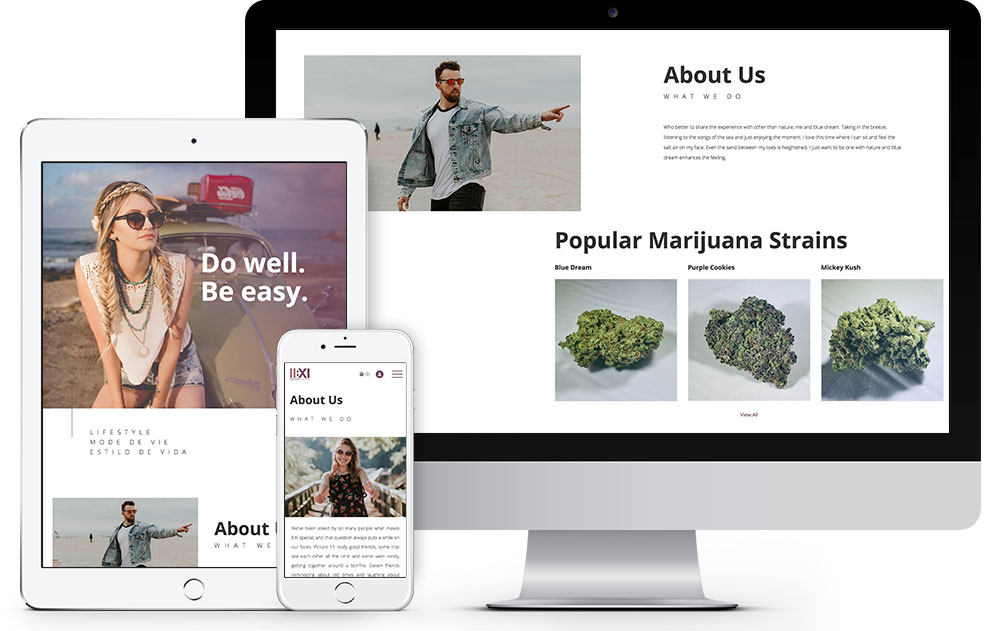 About Us
WHAT WE DO
Who better to share the experience with other than nature, me and blue dream. Taking in the breeze,
listening to the songs of the sea and just enjoying the moment. I love this time where I can sit and feel the
salt air on my face. Even the sand between my toes is heightened. I just want to be one with nature and blue
dream enhances the feeling.
Popular Marijuana Strains
Blue Dream
Purple Cookies
Mickey Kush
View All
Do well.
Be easy.
LIFESTYLE
MODE DE VIE
ESTILO DE VIDA
About
WHAT WE
II:XI
About Us
WHAT WE DO
We've been asked by so many people what makes
special, and that question always puts a smile on
our faces. Picture 11 really good friends, some that
see each other all the time and some seen rarely,
getting together around a bonfire. Eleven friends
reminiscing about old times and laughing about